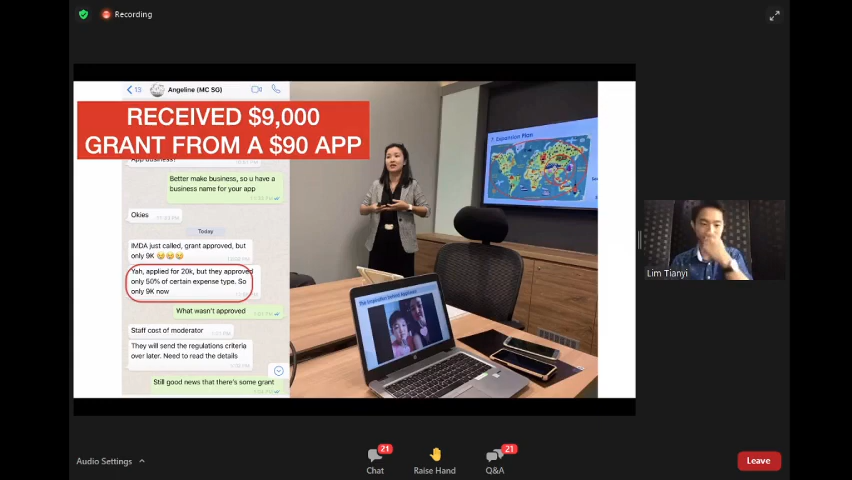 Recording
13
Angeline (MC SG)
RECEIVED $9,000
GRANT FROM A $90 APP
App business?
Better make business, so u have a
business name for your app
Okies
Today
IMDA just called, grant approved, but
only 9K
Yah, applied for 20k, but they approved
only 50% of certain expense type. So
only 9K now
What wasn't approved
Staff cost of moderator
They will send the regulations criteria
over later. Need to read the details
Still good news that there's some grant
7. Expansion Plan
The Inspiration behind
Lim Tianyi
Audio Settings
21
Chat
Raise Hand
21
Q&A
Leave